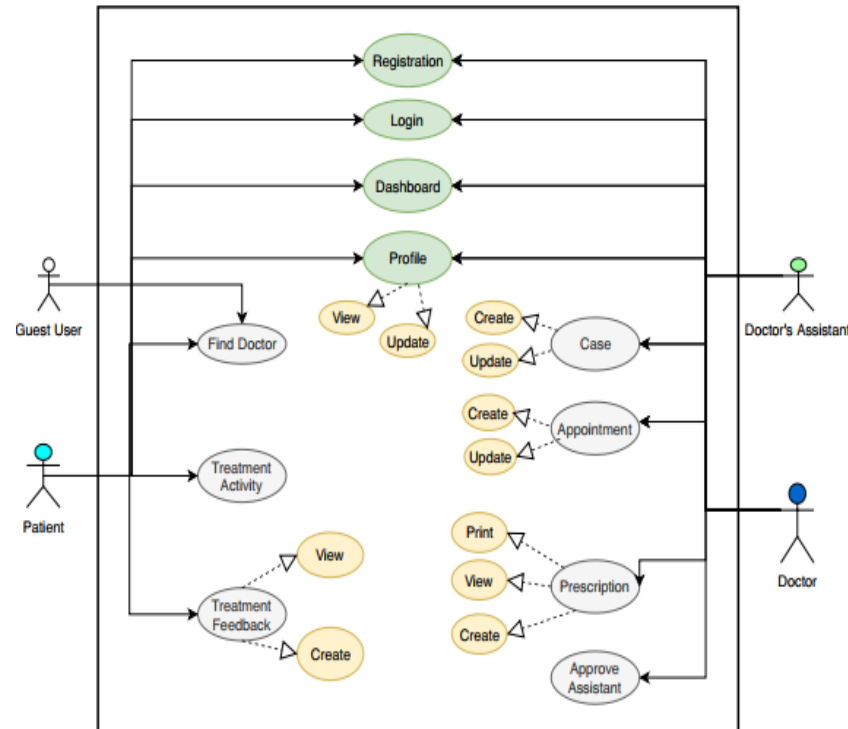 Registration
Login
Dashboard
Profile
View
Update
Guest User
Find Doctor
Create
Update
Case
Doctor's Assistant
Create
Update
Appointment
Treatment
Activity
Patient
View
Treatment
Feedback
Create
Print
View
Create
Prescription
Doctor
Approve
Assistant